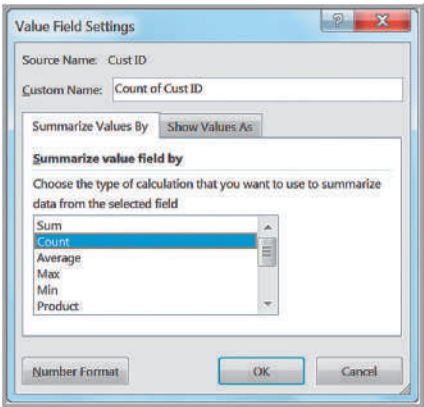 Value Field Settings
?
Source Name: Cust ID
Custom Name: Count of Cust ID
Summarize Values By Show Values As
Summarize value field by
Choose the type of calculation that you want to use to summarize
data from the selected field
Sum
Count
Average
Max
Min
Product
Number Format OK Cancel